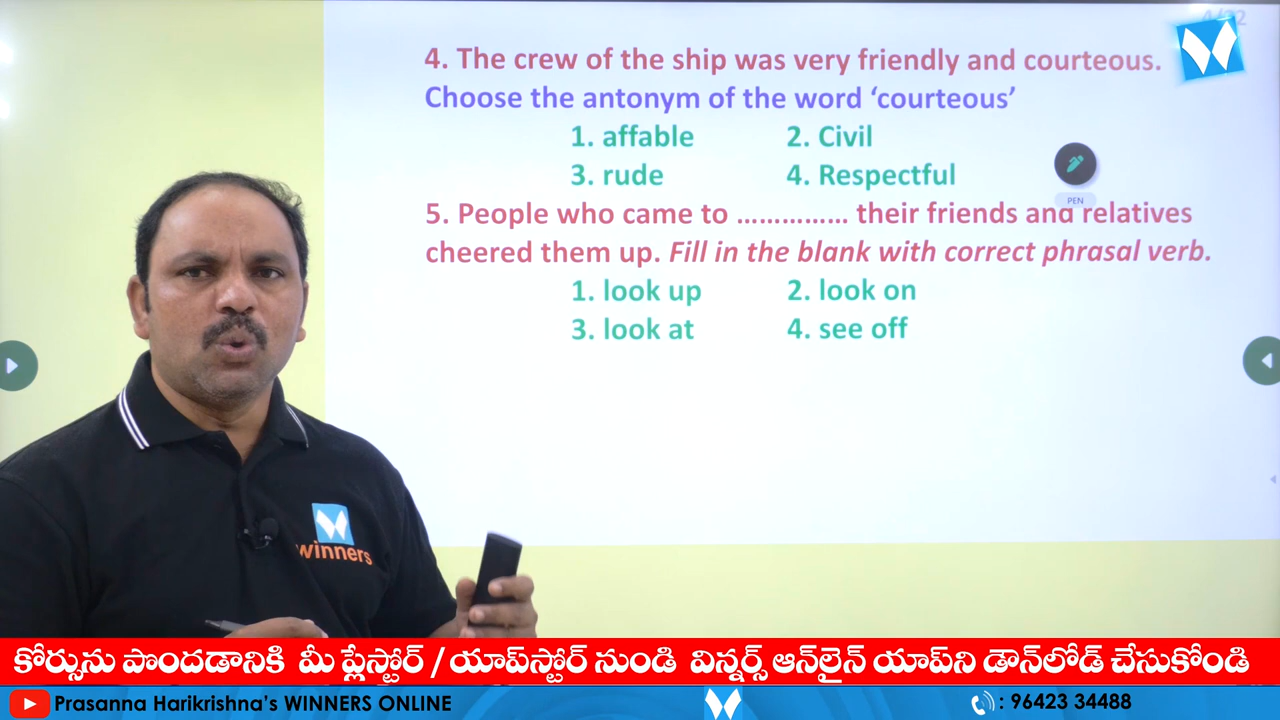 4. The crew of the ship was very friendly and courteous.
Choose the antonym of the word ‘courteous’
1. affable 2. Civil
3. rude 4. Respectful
PEN
5. People who came to …………… their friends and relatives
cheered them up. Fill in the blank with correct phrasal verb.
1. look up 2. look on
3. look at 4. see off
winners
కోర్సును పొందడానికి మీ ప్లేస్టోర్ / యాప్‌స్టోర్ నుండి విన్నర్స్ ఆన్‌లైన్ యాప్‌ని డౌన్‌లోడ్ చేసుకోండి
Prasanna Harikrishna's WINNERS ONLINE : 96423 34488